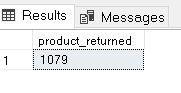 Results Messages
product_returned
1 1079